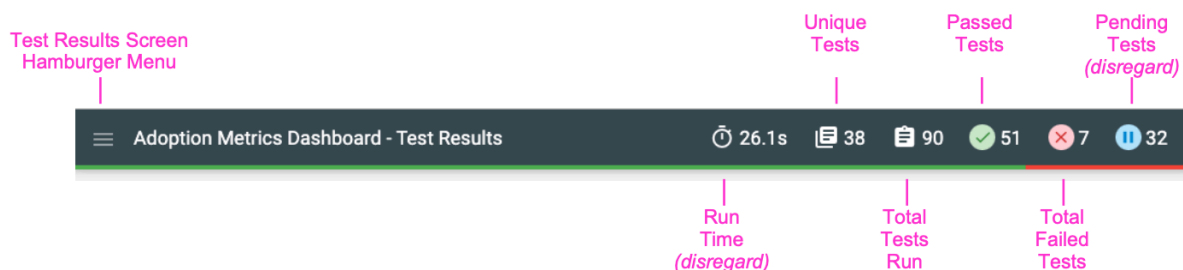 Test Results Screen
Hamburger Menu
Unique
Tests
Passed
Tests
Pending
Tests
(disregard)
Adoption Metrics Dashboard - Test Results 26.1s 38 90 51 7 32
Run
Time
(disregard)
Total
Tests
Run
Total
Failed
Tests